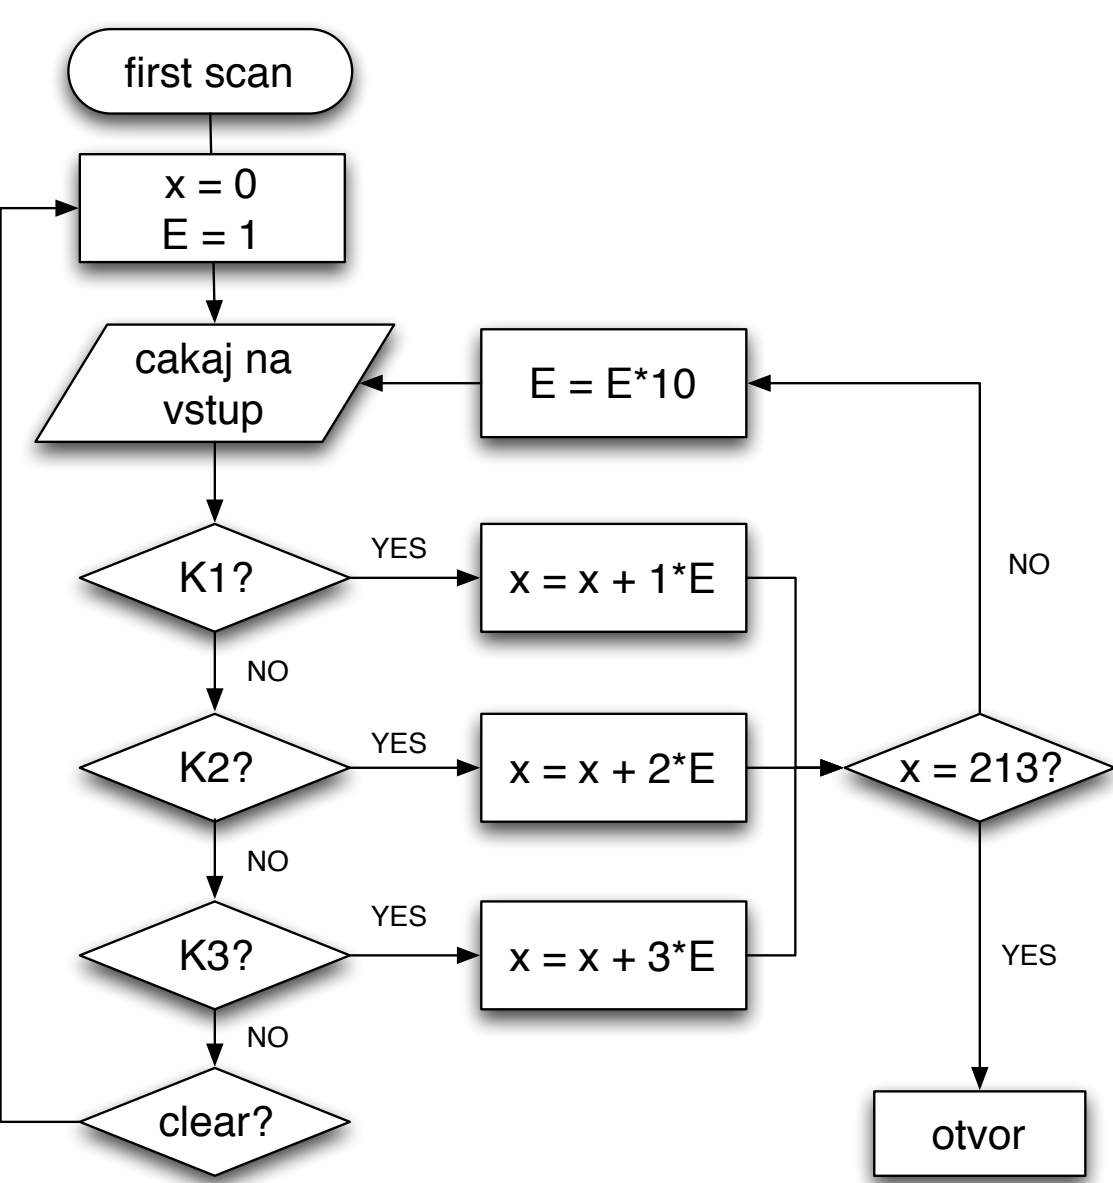 first scan
x = 0
E = 1
cakaj na
vstup
E = E*10
K1?
YES
x = x + 1*E
NO
NO
K2?
YES
x = x + 2*E
x = 213?
NO
K3?
YES
x = x + 3*E
YES
NO
clear?
otvor